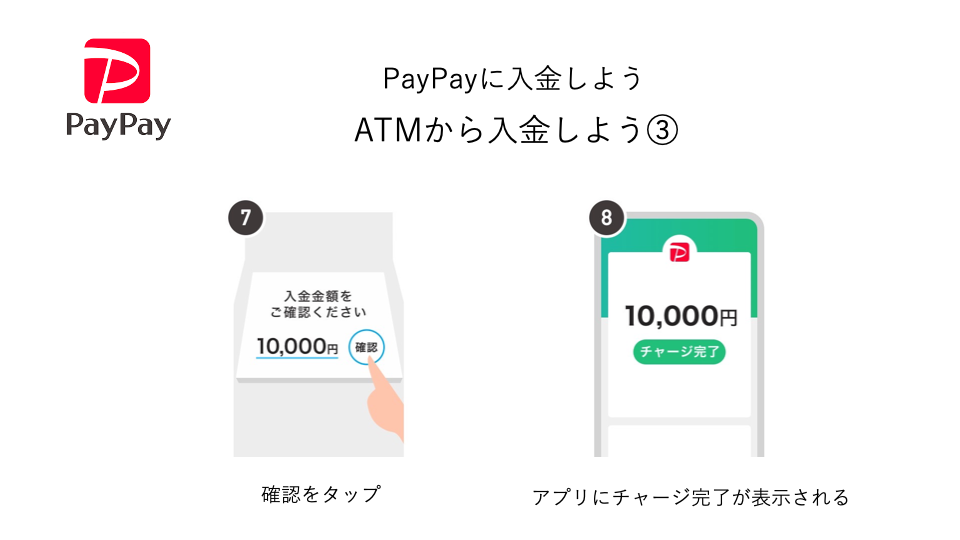 PayPay
PayPayに入金しよう
ATMから入金しよう③
7
入金金額を
ご確認ください
10,000円
確認
確認をタップ
8
10,000円
チャージ完了
アプリにチャージ完了が表示される